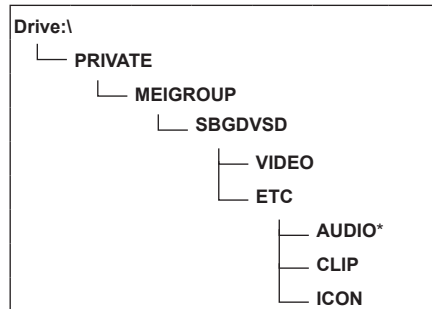 Drive:\
PRIVATE
MEIGROUP
SBGDVSD
VIDEO
ETC
AUDIO*
CLIP
ICON